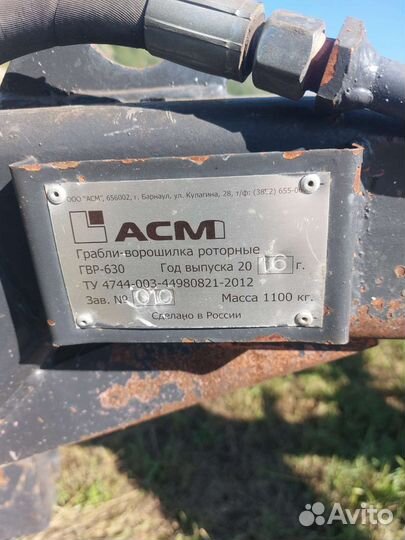 ООО "АСМ", 656002, г. Барнаул, ул. Кулагина, 28, т/ф: (38 2) 655-0
АСМ
Грабли-ворошилка роторные
ГВР-630 Год выпуска 20 16 г.
ТУ 4744-003-44980821-2012
Зав. № Масса 1100 кг.
Сделано в России
Avito